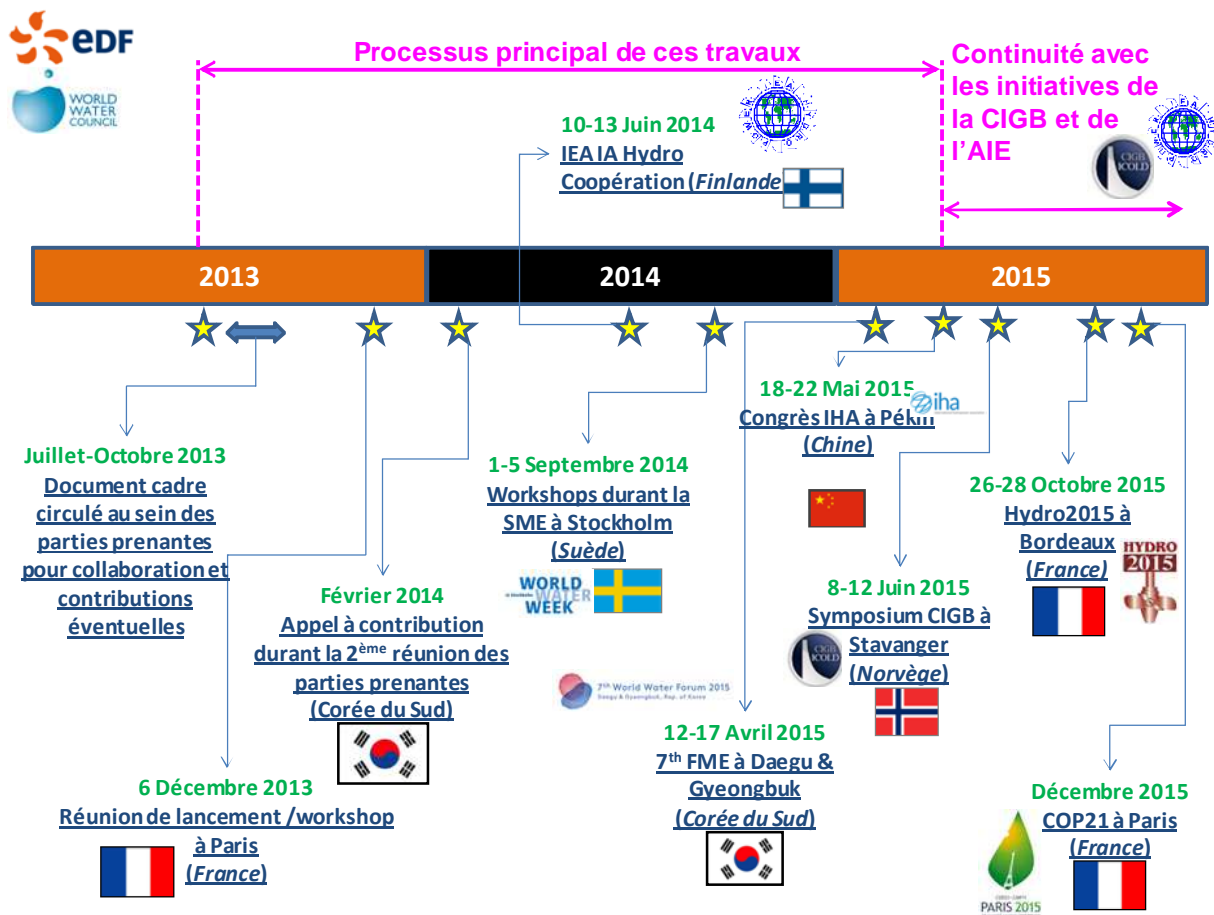 eDF
WORLD
WATER
COUNCIL
Processus principal de ces travaux
Continuité avec
les initiatives de
la CIGB et de
l’AIE
CIGB
ICOLD
10-13 Juin 2014
IEA IA Hydro
Coopération (Finlande
2013
2014
2015
Juillet-Octobre 2013
Document cadre
circulé au sein des
parties prenantes
pour collaboration et
contributions
éventuelles
6 Décembre 2013
Réunion de lancement /workshop
à Paris
(France)
Février 2014
Appel à contribution
durant la 2ème réunion des
parties prenantes
(Corée du Sud)
1-5 Septembre 2014
Workshops durant la
SME à Stockholm
(Suède)
WORLD
WATER
WEEK
7th World Water Forum 2015
Daegu & Gyeongbuk, Rep. of Korea
12-17 Avril 2015
7th FME à Daegu &
Gyeongbuk
(Corée du Sud)
18-22 Mai 2015
iha
Congrès IHA à Pékin
(Chine)
8-12 Juin 2015
Symposium CIGB à
Stavanger
(Norvège)
CIGB
ICOLD
26-28 Octobre 2015
Hydro2015 à
Bordeaux
(France)
HYDRO
2015
Décembre 2015
COP21 à Paris
(France)
PARIS 2015